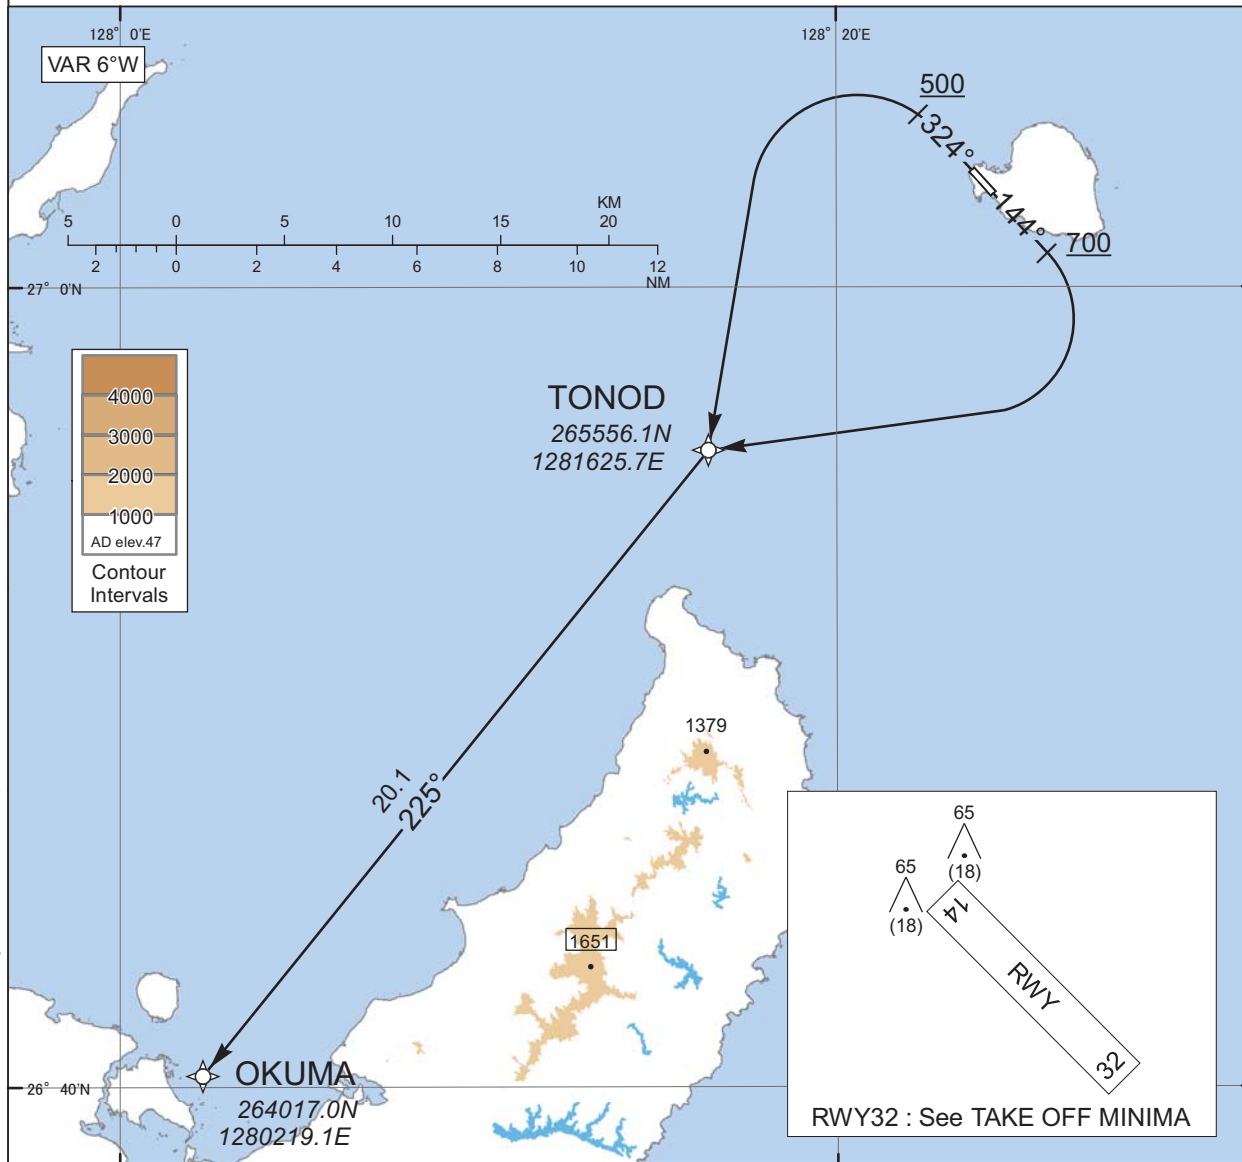 128° 0'E
128° 20'E
VAR 6°W
500
324°
144°
700
KM
5 0 5 10 15 20
2 0 2 4 6 8 10 12
NM
27° 0'N
TONOD
265556.1N
1281625.7E
4000
3000
2000
1000
AD elev.47
Contour
Intervals
1379
20.1
225°
1651
65
(18)
65
(18)
14
RWY
32
RWY32 : See TAKE OFF MINIMA
OKUMA
26° 40'N
264017.0N
1280219.1E